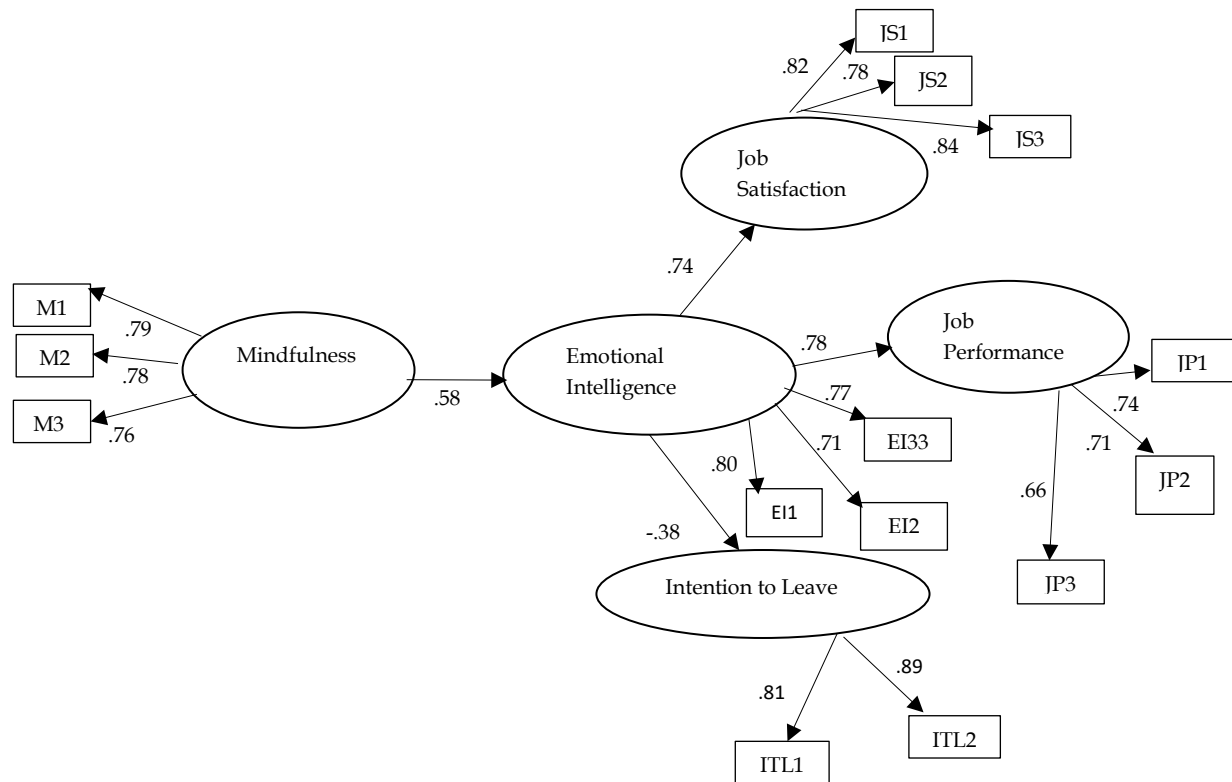 JS1
.82
.78
JS2
JS3
.84
Job
Satisfaction
.74
M1
.79
M2
.78
M3
.76
Mindfulness
.58
Emotional
Intelligence
.78
Job
Performance
JP1
.74
.71
JP2
.66
JP3
.77
EI33
.71
EI2
.80
EI1
-.38
Intention to Leave
.81
.89
ITL1
ITL2